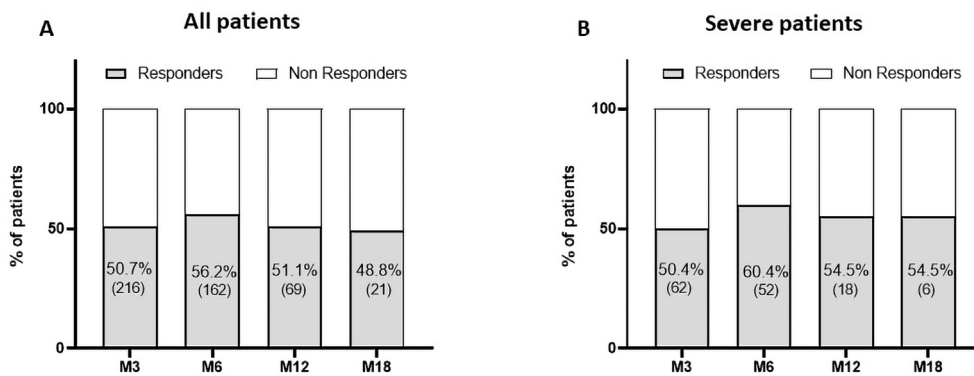 A
All patients
Responders
Non Responders
% of patients
100
50
0
50.7%
(216)
56.2%
(162)
51.1%
(69)
48.8%
(21)
M3
M6
M12
M18
B
Severe patients
Responders
Non Responders
% of patients
100
50
0
50.4%
(62)
60.4%
(52)
54.5%
(18)
54.5%
(6)
M3
M6
M12
M18